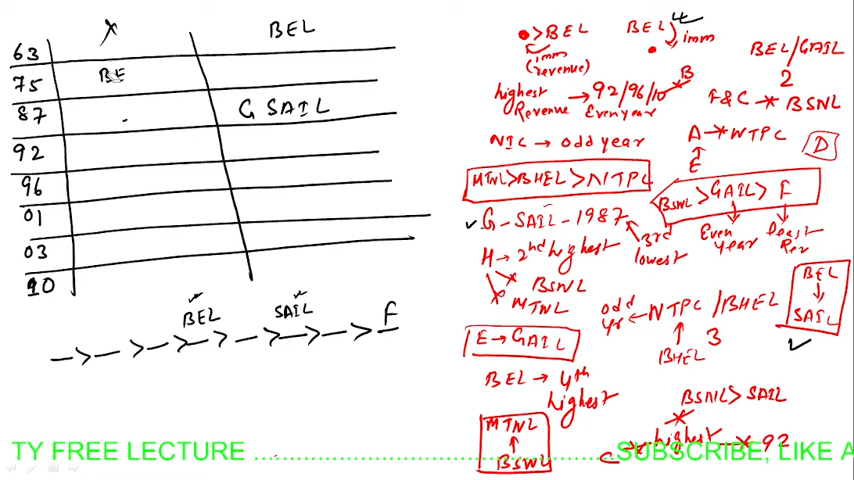 X BEL
63
75 BE
87 G SAIL
92
96
01
03
10
BEL SAIL F
_ > _ > _ > _ > _ > _ > _ > _
> BEL
imm
(revenue)
BEL 4
imm
BEL/GAIL
2
highest
Revenue → 92/96/10 B
Even year
F&C BSNL
NIC → odd year
A NTPC
E
D
MTNL>BHEL>NTPC
BSNL>GAIL>F
Even
year
least
Rev
G-SAIL-1987
3rd
lowest
H → 2nd highest
BSNL
MTNL
odd
yr ← NTPC/BHEL
BHEL 3
BEL
↓
SAIL
E → GAIL
BEL → 4th
highest
BSNL>SAIL
MTNL
↑
BSNL
C highest 92
TY FREE LECTURE ..................................................SUBSCRIBE, LIKE A